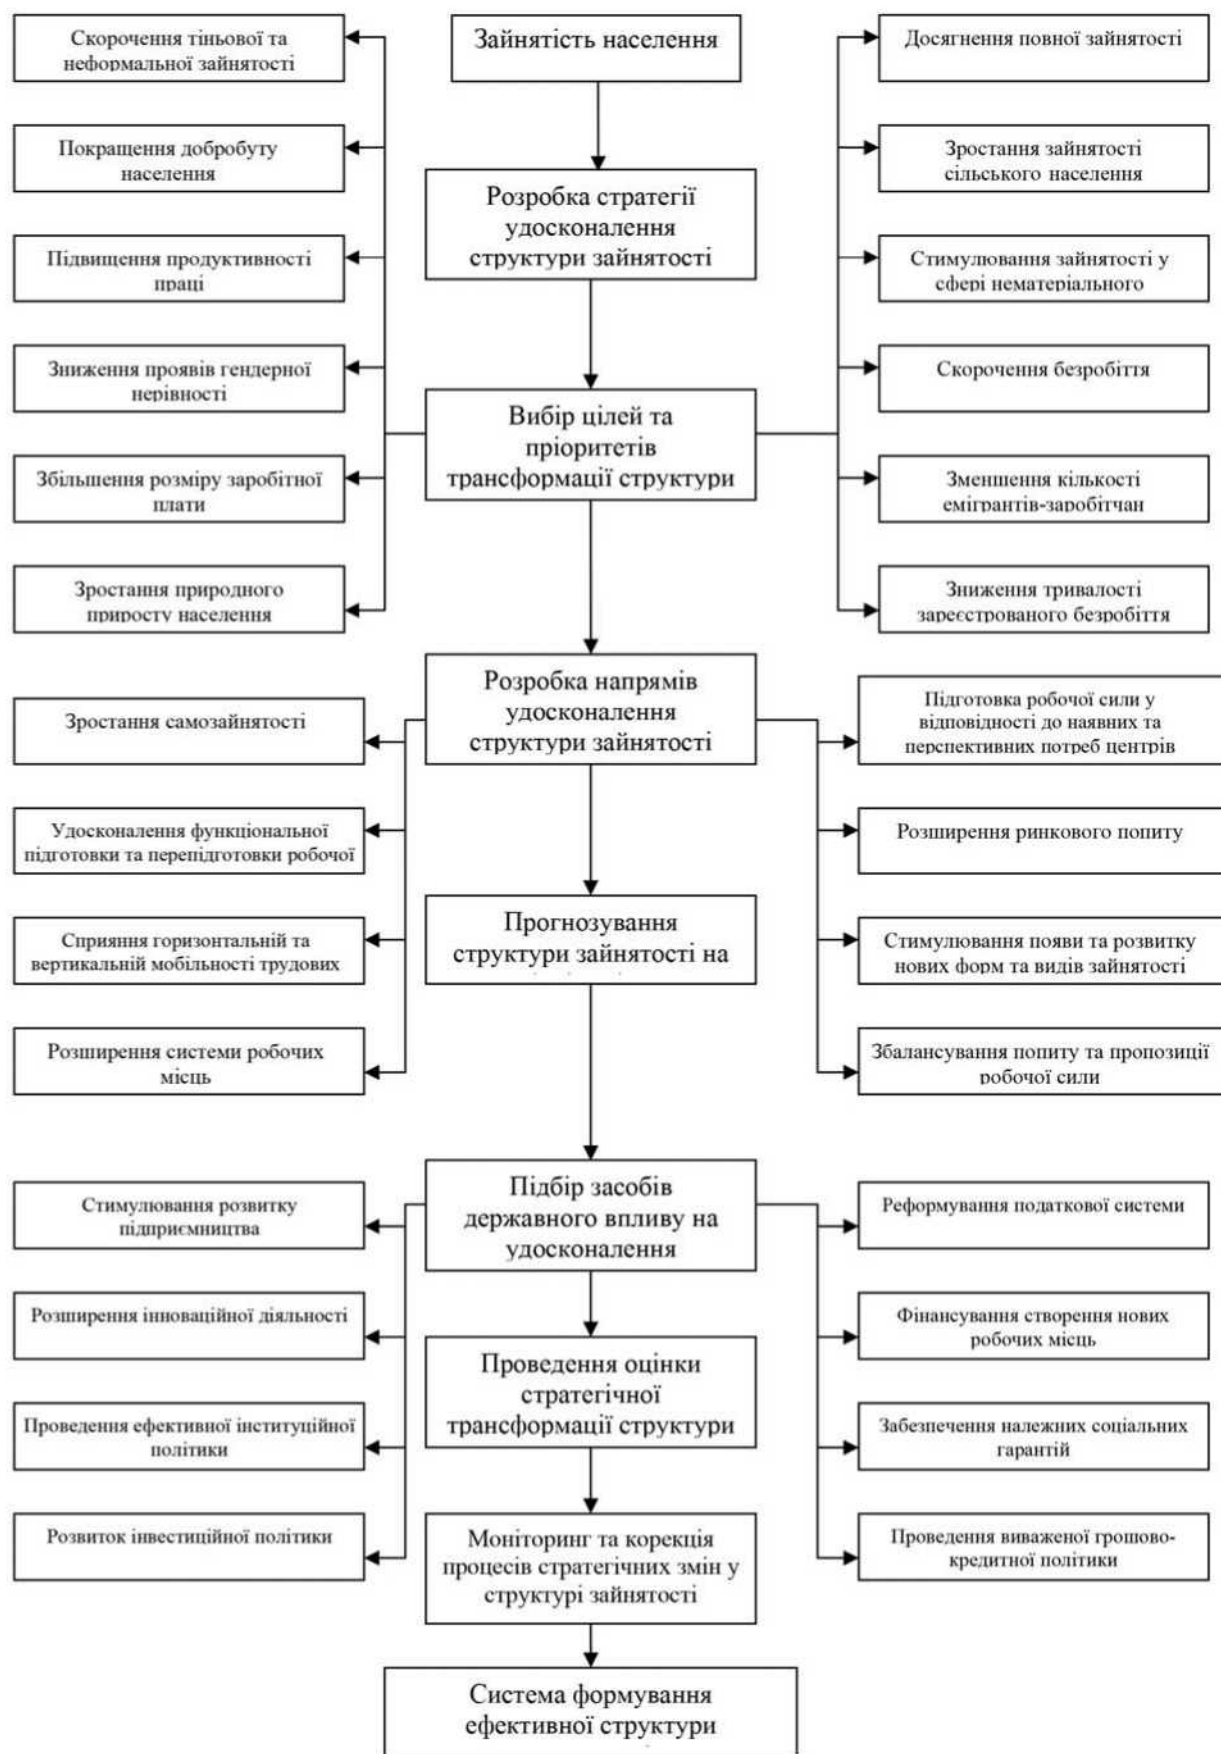 Зайнятість населення
Скорочення тіньової та
неформальної зайнятості
Досягнення повної зайнятості
Покращення добробуту
населення
Зростання зайнятості
сільського населення
Розробка стратегії
удосконалення
структури зайнятості
Підвищення продуктивності
праці
Стимулювання зайнятості у
сфері нематеріального
Зниження проявів гендерної
нерівності
Скорочення безробіття
Вибір цілей та
пріоритетів
трансформації структури
Збільшення розміру заробітної
плати
Зменшення кількості
емігрантів-заробітчан
Зростання природного
приросту населення
Зниження тривалості
зареєстрованого безробіття
Розробка напрямів
удосконалення
структури зайнятості
Зростання самозайнятості
Підготовка робочої сили у
відповідності до наявних та
перспективних потреб центрів
Удосконалення функціональної
підготовки та перепідготовки робочої
Розширення ринкового попиту
Прогнозування
структури зайнятості на
Сприяння горизонтальній та
вертикальній мобільності трудових
Стимулювання появи та розвитку
нових форм та видів зайнятості
Розширення системи робочих
місць
Збалансування попиту та пропозиції
робочої сили
Підбір засобів
державного впливу на
удосконалення
Стимулювання розвитку
підприємництва
Реформування податкової системи
Розширення інноваційної діяльності
Фінансування створення нових
робочих місць
Проведення оцінки
стратегічної
трансформації структури
Проведення ефективної інституційної
політики
Забезпечення належних соціальних
гарантій
Розвиток інвестиційної політики
Моніторинг та корекція
процесів стратегічних змін у
структурі зайнятості
Проведення виваженої грошово-
кредитної політики
Система формування
ефективної структури